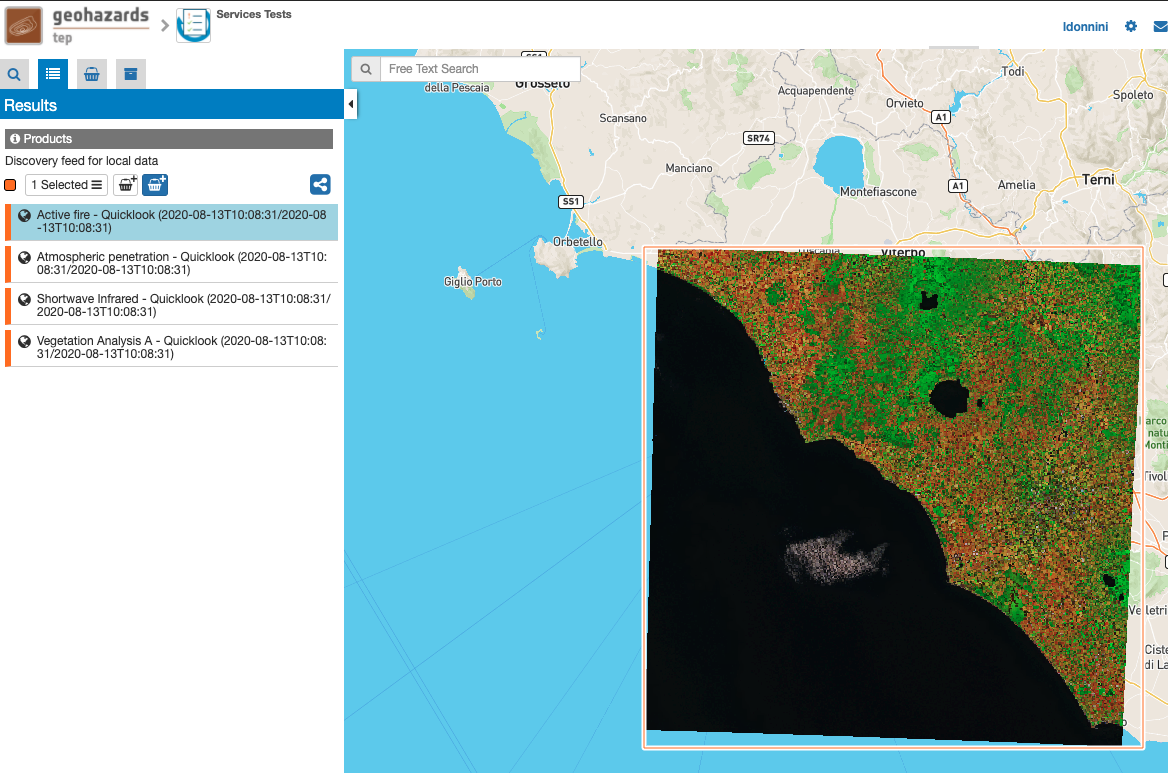 geohazards
tep
Services Tests
ldonnini
Results
Products
Discovery feed for local data
1 Selected
Active fire - Quicklook (2020-08-13T10:08:31/2020-08
-13T10:08:31)
Atmospheric penetration - Quicklook (2020-08-13T10:
08:31/2020-08-13T10:08:31)
Shortwave Infrared - Quicklook (2020-08-13T10:08:31/
2020-08-13T10:08:31)
Vegetation Analysis A - Quicklook (2020-08-13T10:08:
31/2020-08-13T10:08:31)
Free Text Search
SS1
Grosseto
della Pescaia
Scansano
Acquapendente
Todi
Orvieto
Spoleto
A1
SR74
Manciano
Montefiascone
A1
Amelia
Terni
SS1
Orbetello
Giglio Porto
Tuscania
Viterbo
Velletri
Ciste
di La